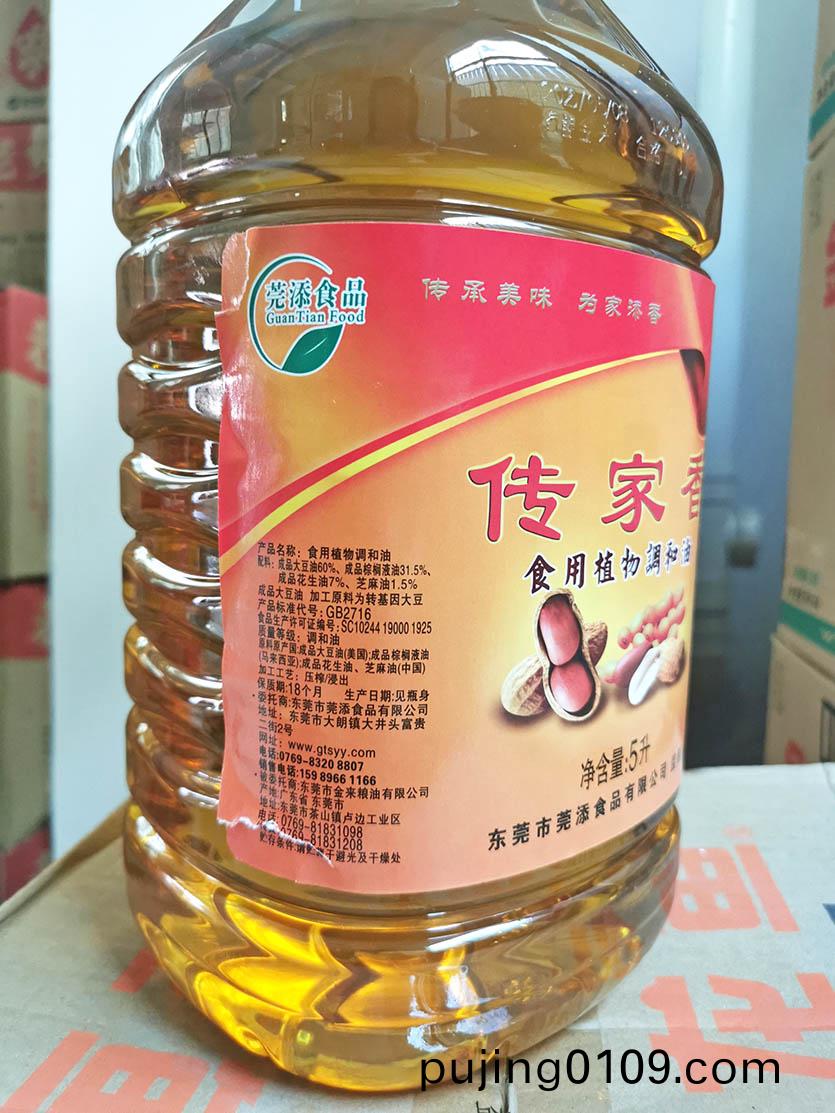 合格
莞添食品
GuanTian Food
传承美味 为家添香
传家香
食用植物調和油
产品名称：食用植物调和油
配料：成品大豆油60%、成品棕榈液油31.5%、
成品花生油7%、芝麻油1.5%
成品大豆油 加工原料为转基因大豆
产品标准代号：GB2716
食品生产许可证编号：SC10244 19000 1925
质量等级：调和油
原料原产国:成品大豆油(美国);成品棕榈液油
(马来西亚);成品花生油、芝麻油(中国)
加工工艺：压榨/浸出
保质期:18个月 生产日期:见瓶身
·委托商:东莞市莞添食品有限公司
地址：东莞市大朗镇大井头富贵
二街2号
网址：www.gtsyy.com
电话:0769-8320 8807
销售电话:159 8966 1166
·被委托商:东莞市金来粮油有限公司
产地:广东省 东莞市
地址:东莞市茶山镇卢边工业区
电话：0769-81831098
0769-81831208
避光及干燥处
净含量:5升
东莞市莞添食品有限公司
pujing0109.com